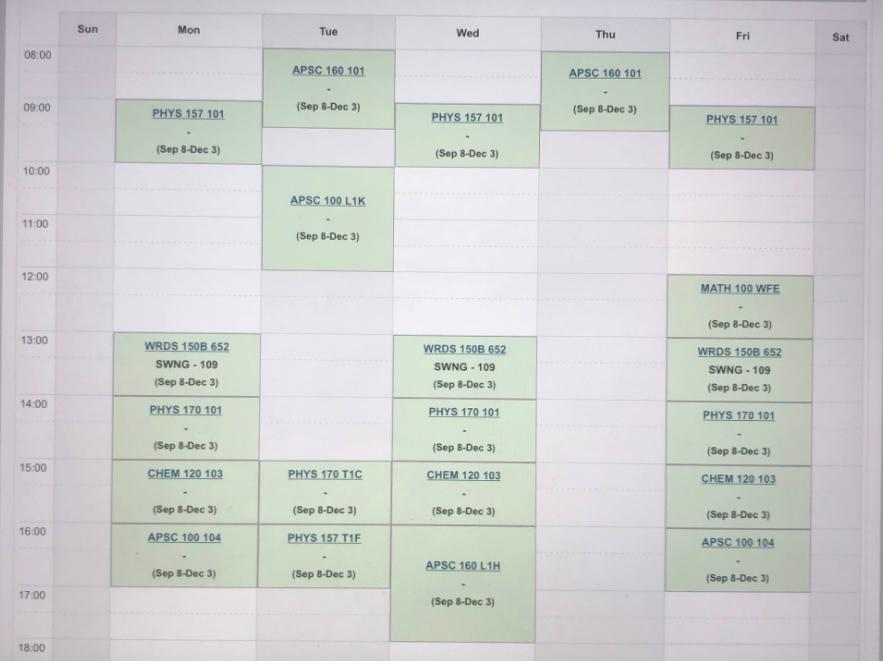 Sun Mon Tue Wed Thu Fri Sat
08:00
APSC 160 101
-
(Sep 8-Dec 3)
APSC 160 101
-
(Sep 8-Dec 3)
09:00
PHYS 157 101
-
(Sep 8-Dec 3)
PHYS 157 101
-
(Sep 8-Dec 3)
PHYS 157 101
-
(Sep 8-Dec 3)
10:00
APSC 100 L1K
-
(Sep 8-Dec 3)
11:00
12:00
MATH 100 WFE
-
(Sep 8-Dec 3)
13:00
WRDS 150B 652
SWNG - 109
(Sep 8-Dec 3)
WRDS 150B 652
SWNG - 109
(Sep 8-Dec 3)
WRDS 150B 652
SWNG - 109
(Sep 8-Dec 3)
14:00
PHYS 170 101
-
(Sep 8-Dec 3)
PHYS 170 101
-
(Sep 8-Dec 3)
PHYS 170 101
-
(Sep 8-Dec 3)
15:00
CHEM 120 103
-
(Sep 8-Dec 3)
PHYS 170 T1C
-
(Sep 8-Dec 3)
CHEM 120 103
-
(Sep 8-Dec 3)
CHEM 120 103
-
(Sep 8-Dec 3)
16:00
APSC 100 104
-
(Sep 8-Dec 3)
PHYS 157 T1F
-
(Sep 8-Dec 3)
APSC 160 L1H
-
(Sep 8-Dec 3)
APSC 100 104
-
(Sep 8-Dec 3)
17:00
18:00